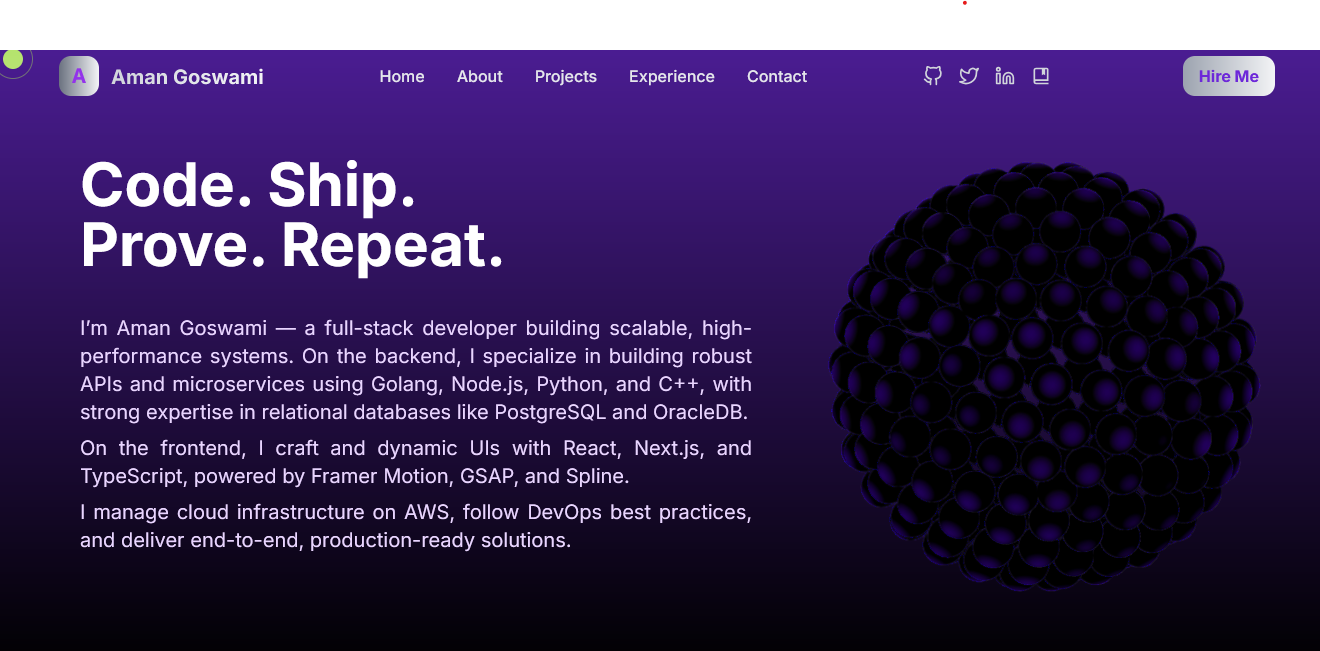 A Aman Goswami Home About Projects Experience Contact Hire Me
Code. Ship.
Prove. Repeat.
I’m Aman Goswami — a full-stack developer building scalable, high-
performance systems. On the backend, I specialize in building robust
APIs and microservices using Golang, Node.js, Python, and C++, with
strong expertise in relational databases like PostgreSQL and OracleDB.
On the frontend, I craft and dynamic UIs with React, Next.js, and
TypeScript, powered by Framer Motion, GSAP, and Spline.
I manage cloud infrastructure on AWS, follow DevOps best practices,
and deliver end-to-end, production-ready solutions.